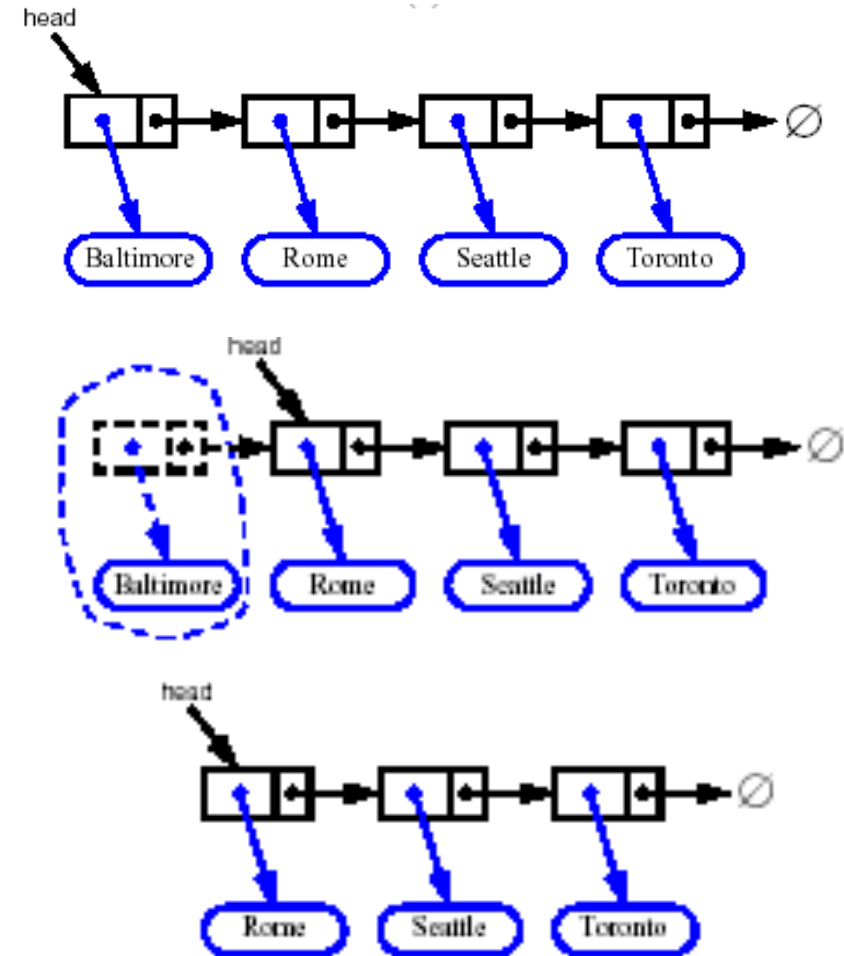 head
∅
Baltimore Rome Seattle Toronto
head
∅
Baltimore Rome Seattle Toronto
head
∅
Rome Seattle Toronto